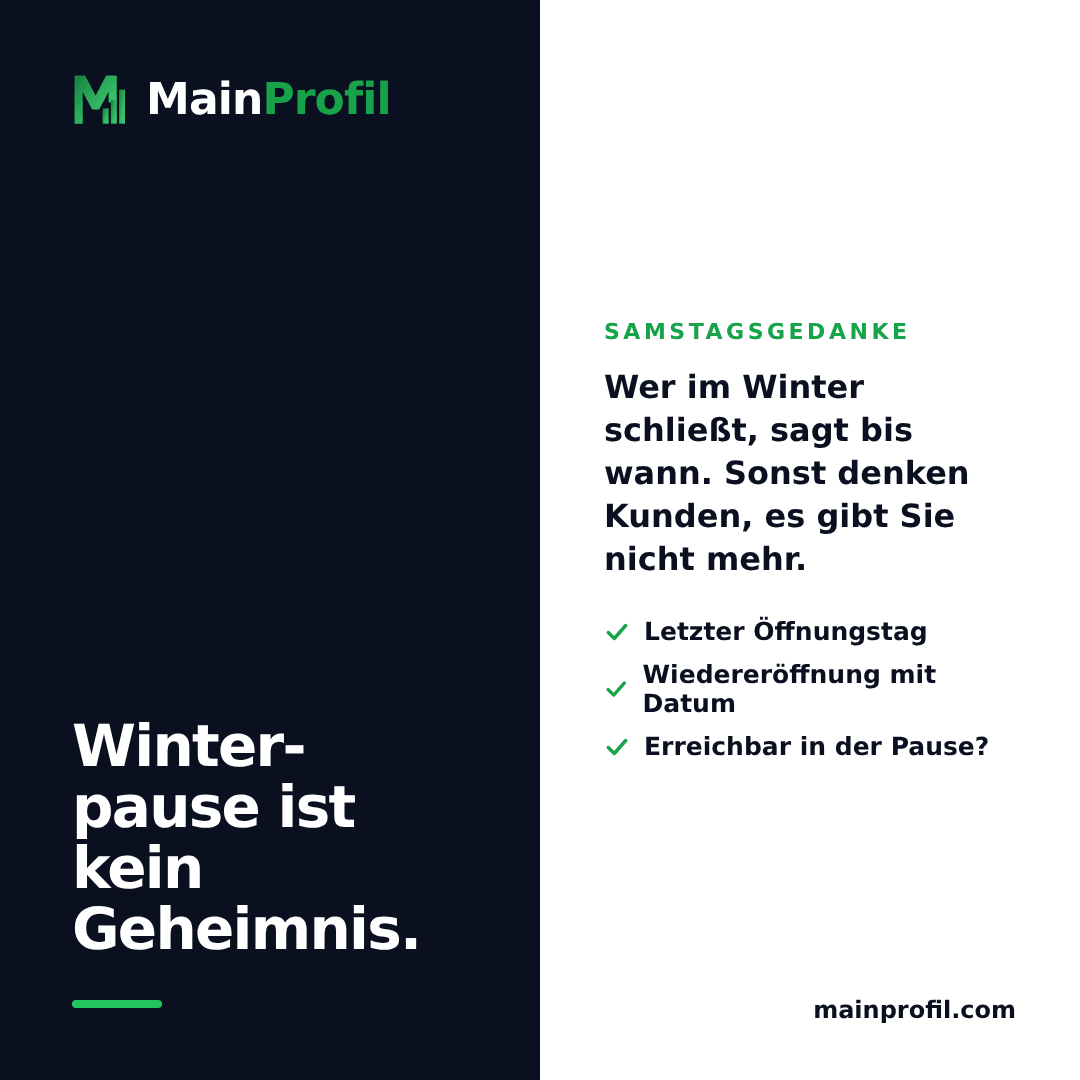 MainProfil
Winter-
pause ist
kein
Geheimnis.
SAMSTAGSGEDANKE
Wer im Winter
schließt, sagt bis
wann. Sonst denken
Kunden, es gibt Sie
nicht mehr.
Letzter Öffnungstag
Wiedereröffnung mit
Datum
Erreichbar in der Pause?
mainprofil.com